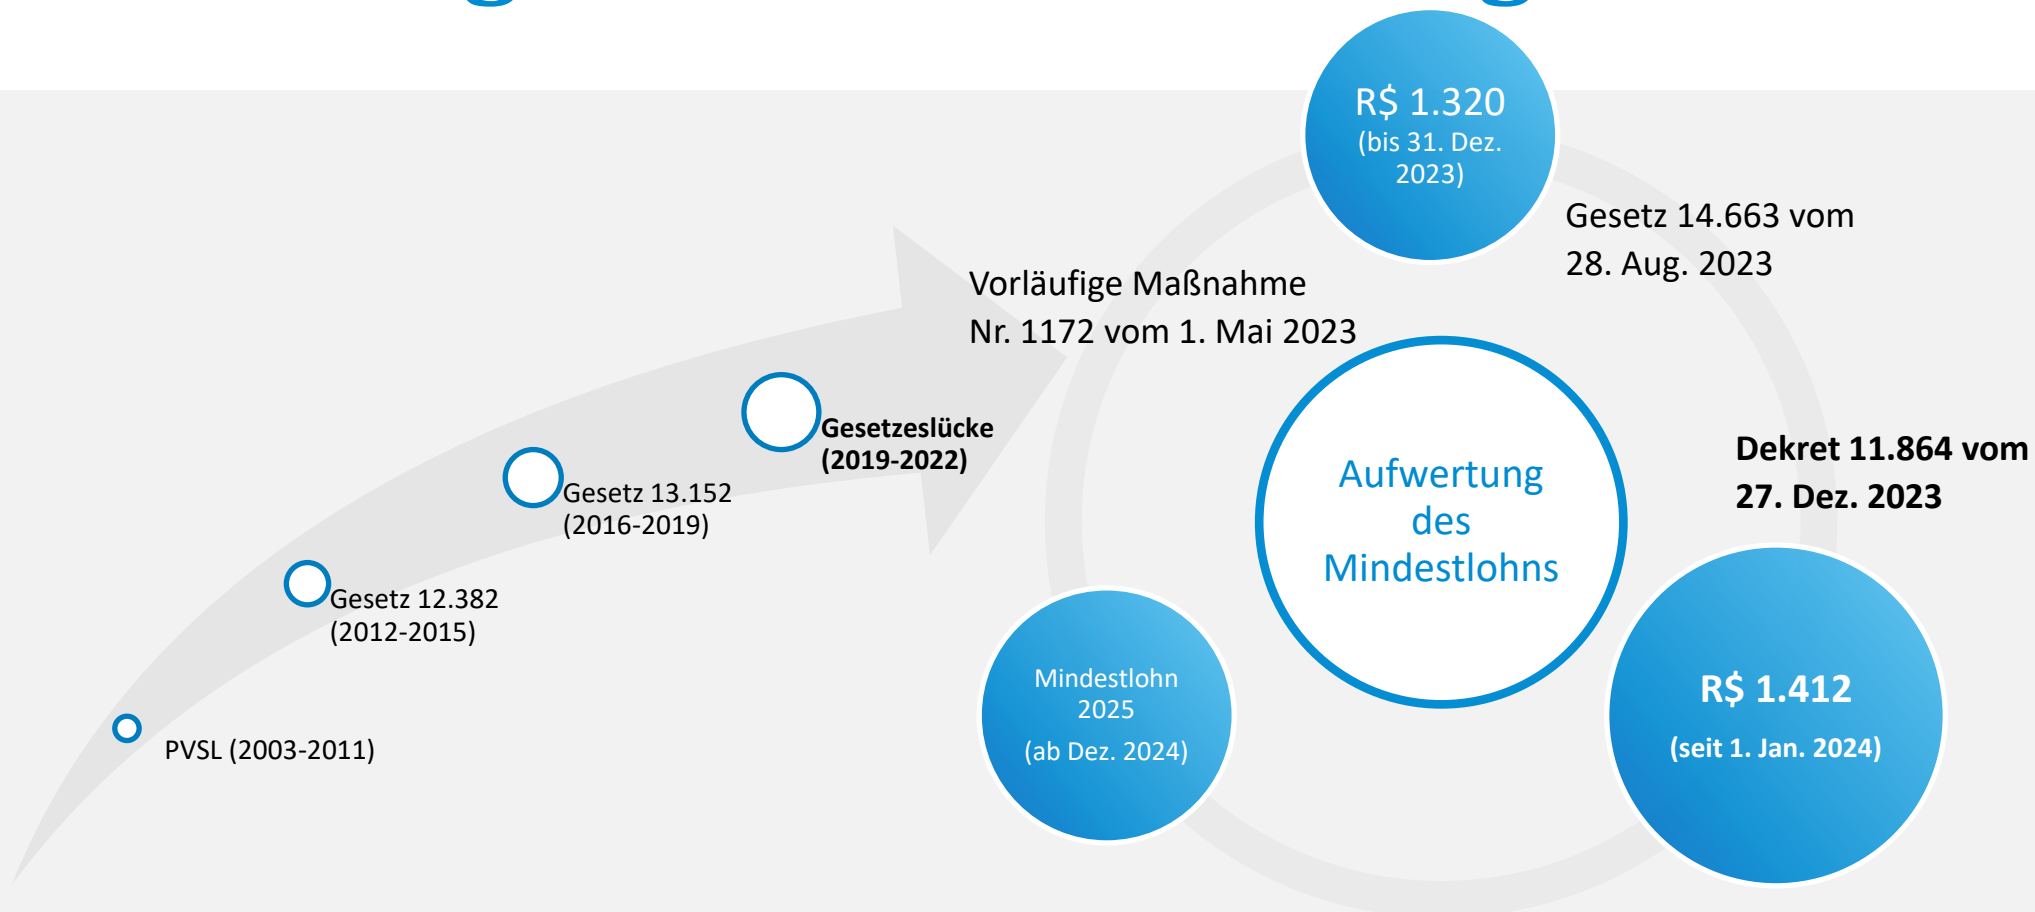 R$ 1.320
(bis 31. Dez.
2023)
Gesetz 14.663 vom
28. Aug. 2023
Vorläufige Maßnahme
Nr. 1172 vom 1. Mai 2023
Gesetzeslücke
(2019-2022)
Gesetz 13.152
(2016-2019)
Gesetz 12.382
(2012-2015)
PVSL (2003-2011)
Aufwertung
des
Mindestlohns
Dekret 11.864 vom
27. Dez. 2023
R$ 1.412
(seit 1. Jan. 2024)
Mindestlohn
2025
(ab Dez. 2024)